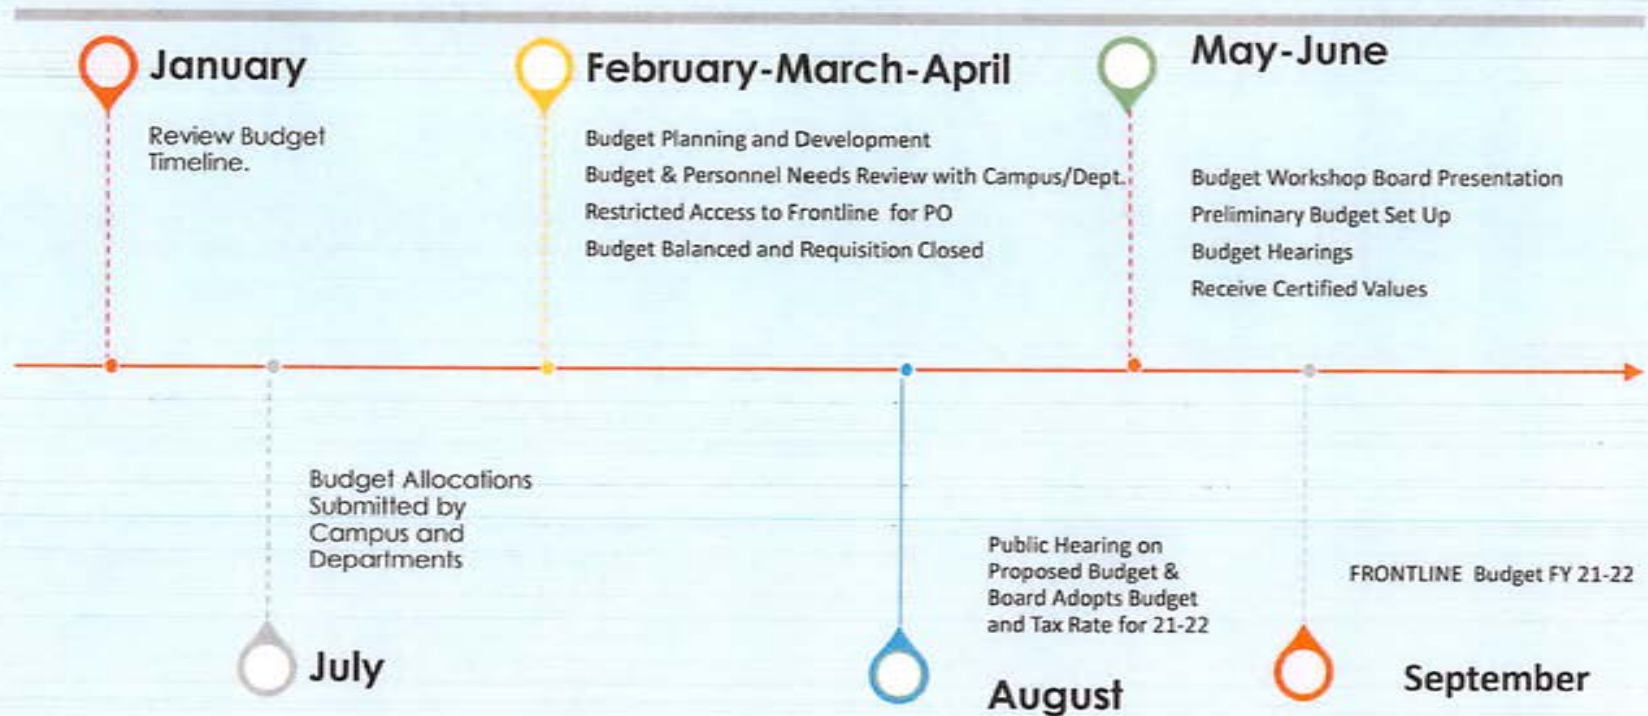 January
Review Budget
Timeline.
February-March-April
Budget Planning and Development
Budget & Personnel Needs Review with Campus/Dept.
Restricted Access to Frontline for PO
Budget Balanced and Requisition Closed
May-June
Budget Workshop Board Presentation
Preliminary Budget Set Up
Budget Hearings
Receive Certified Values
Budget Allocations
Submitted by
Campus and
Departments
July
Public Hearing on
Proposed Budget &
Board Adopts Budget
and Tax Rate for 21-22
August
FRONTLINE Budget FY 21-22
September